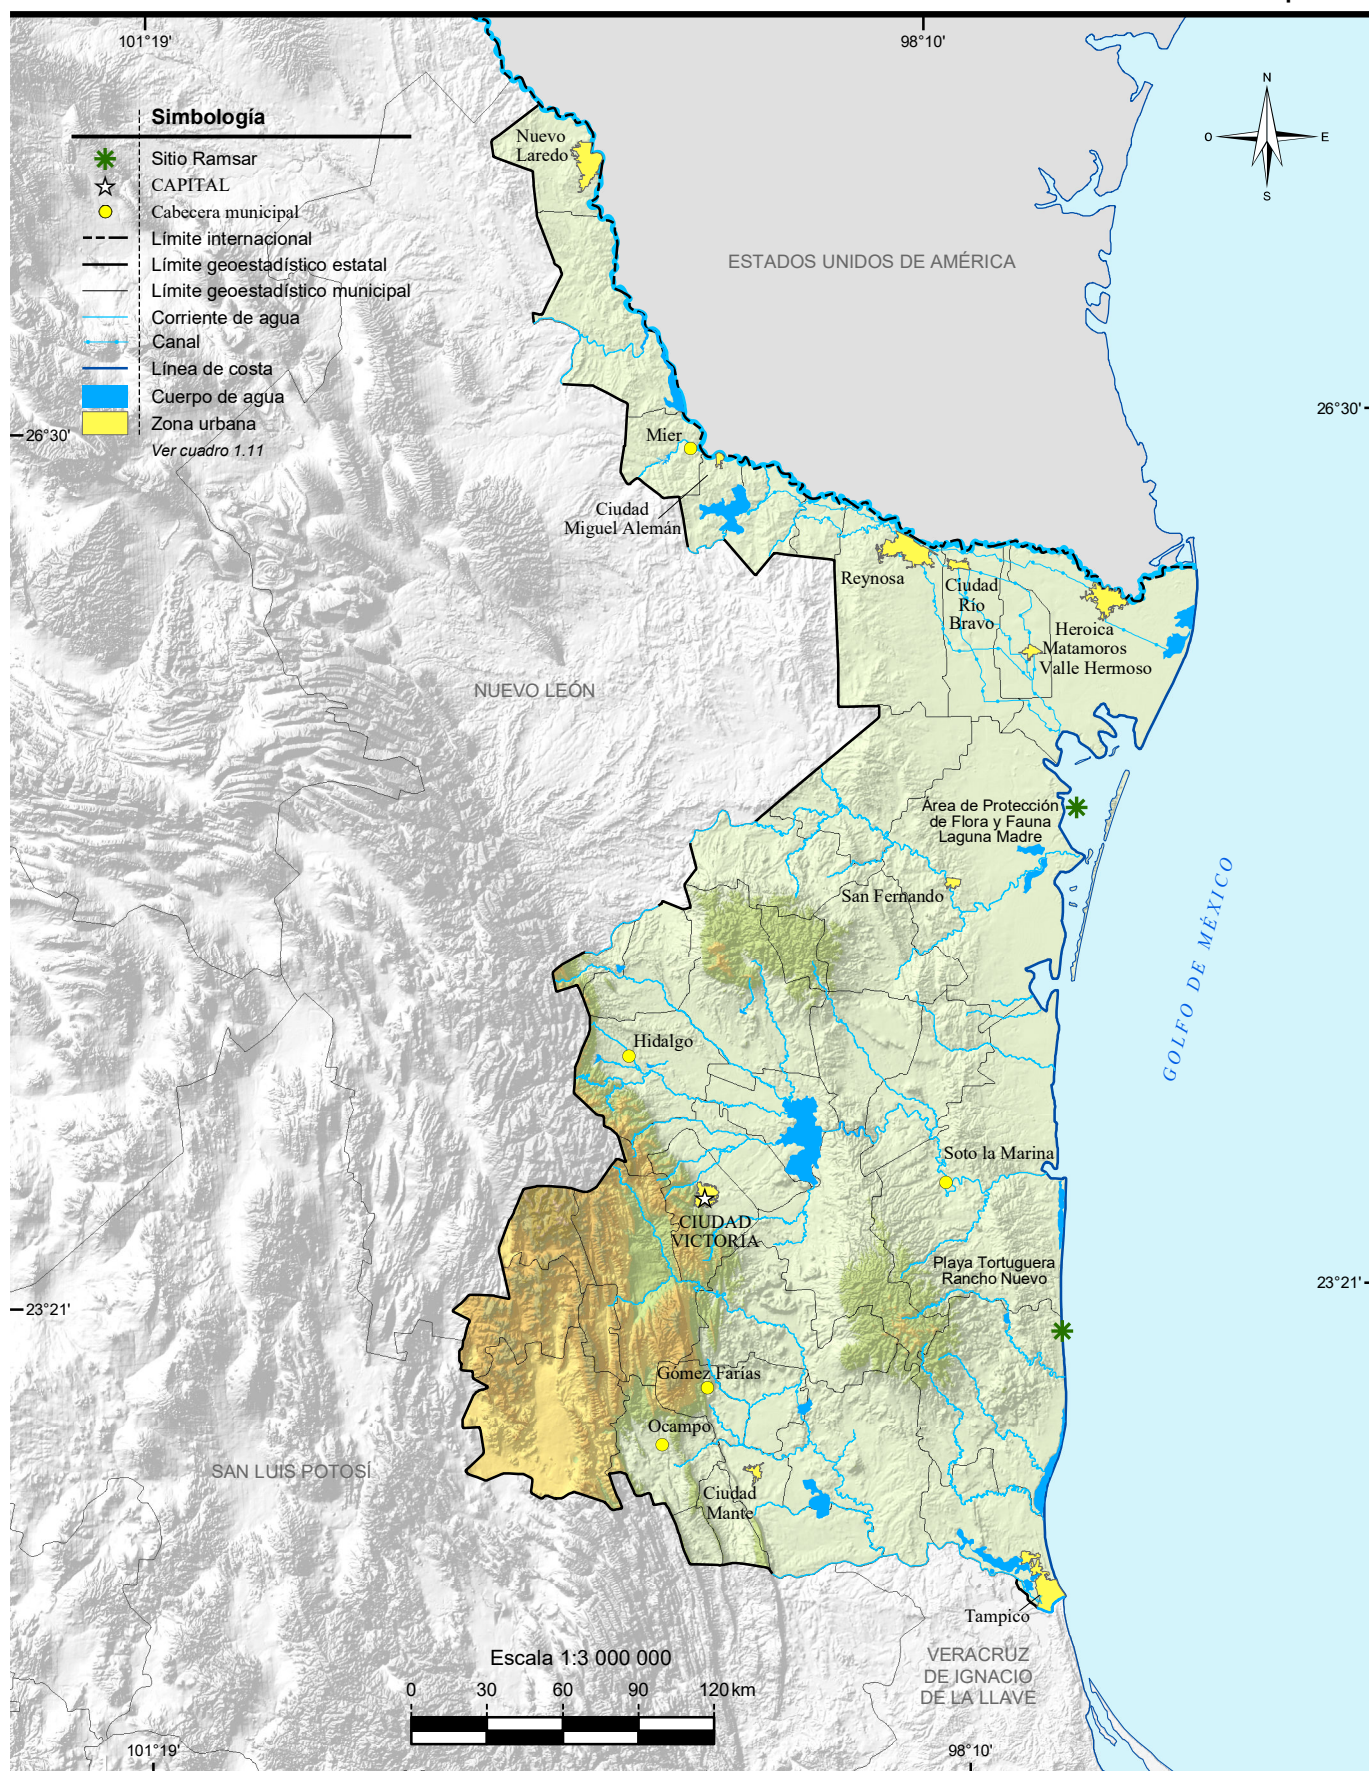 101°19'
98°10'
Simbología
Sitio Ramsar
CAPITAL
Cabecera municipal
Límite internacional
Límite geoestadístico estatal
Límite geoestadístico municipal
Corriente de agua
Canal
Línea de costa
Cuerpo de agua
Zona urbana
Ver cuadro 1.11
N
O
E
S
Nuevo
Laredo
ESTADOS UNIDOS DE AMÉRICA
26°30'
26°30'
Mier
Ciudad
Miguel Alemán
Reynosa
Ciudad
Río
Bravo
Heroica
Matamoros
Valle Hermoso
NUEVO LEÓN
Área de Protección
de Flora y Fauna
Laguna Madre
San Fernando
GOLFO DE MÉXICO
Hidalgo
Soto la Marina
CIUDAD
VICTORIA
Playa Tortuguera
Rancho Nuevo
23°21'
23°21'
Gómez Farías
Ocampo
SAN LUIS POTOSÍ
Ciudad
Mante
Tampico
VERACRUZ
DE IGNACIO
DE LA LLAVE
Escala 1:3 000 000
0 30 60 90 120 km
101°19'
98°10'